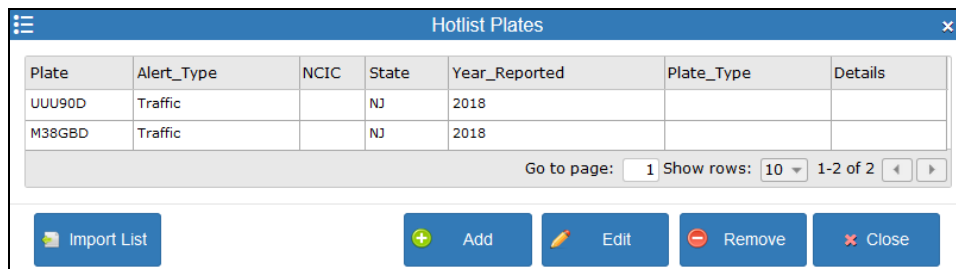 Hotlist Plates
Plate Alert_Type NCIC State Year_Reported Plate_Type Details
UUU90D Traffic NJ 2018
M38GBD Traffic NJ 2018
Go to page: 1 Show rows: 10 1-2 of 2
Import List Add Edit Remove Close